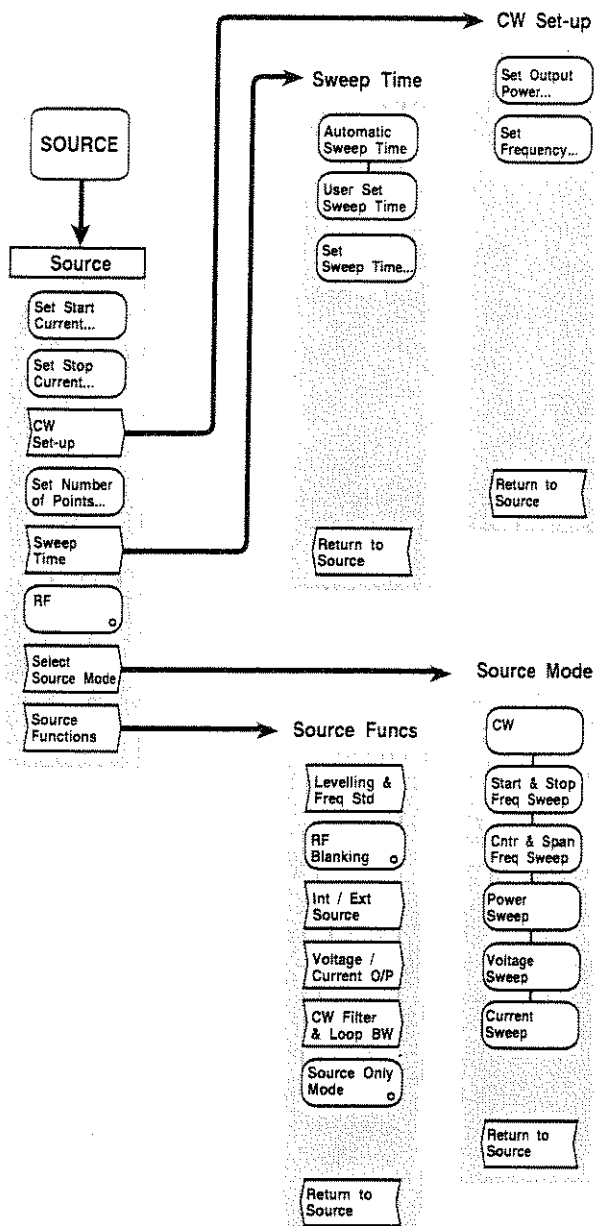 SOURCE
Source
Set Start
Current...
Set Stop
Current...
CW
Set-up
Set Number
of Points...
Sweep
Time
RF
Select
Source Mode
Source
Functions
Sweep Time
Automatic
Sweep Time
User Set
Sweep Time
Set
Sweep Time...
Return to
Source
CW Set-up
Set Output
Power...
Set
Frequency...
Return to
Source
Source Funcs
Levelling &
Freq Std
RF
Blanking
Int / Ext
Source
Voltage /
Current O/P
CW Filter
& Loop BW
Source Only
Mode
Return to
Source
Source Mode
CW
Start & Stop
Freq Sweep
Cntr & Span
Freq Sweep
Power
Sweep
Voltage
Sweep
Current
Sweep
Return to
Source